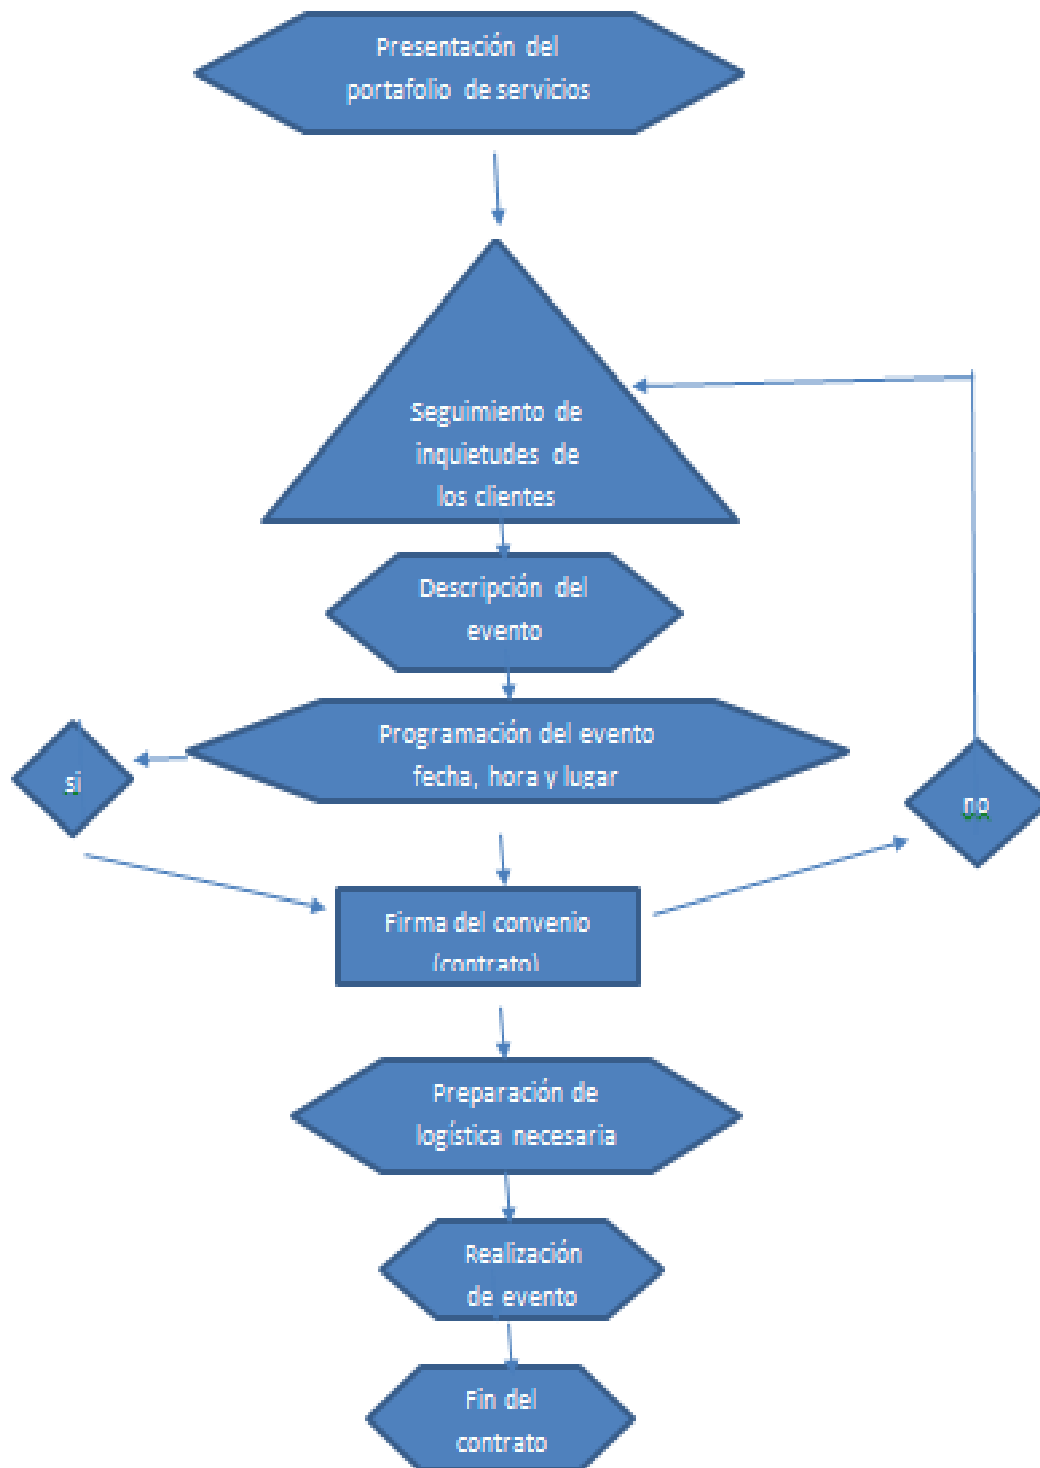 Presentación del
portafolio de servicios
Seguimiento de
inquietudes de
los clientes
Descripción del
evento
Programación del evento
fecha, hora y lugar
si
no
Firma del convenio
(contrato)
Preparación de
logística necesaria
Realización
de evento
Fin del
contrato